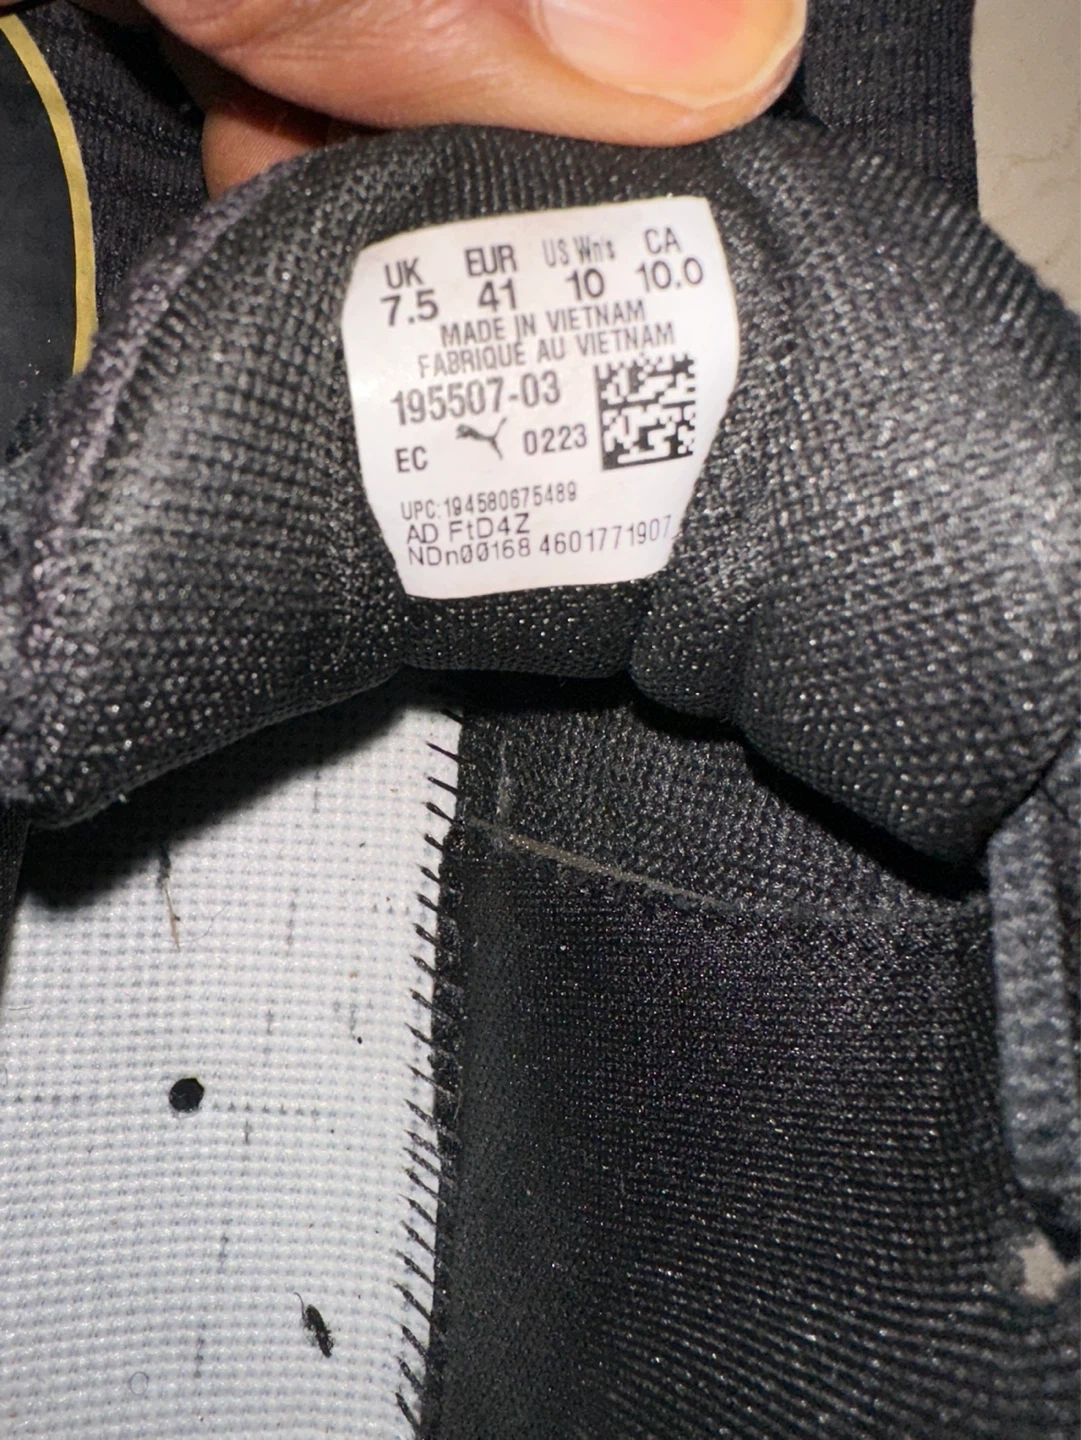 UK EUR US Wn's CA
7.5 41 10 10.0
MADE IN VIETNAM
FABRIQUE AU VIETNAM
195507-03
EC 0223
UPC:194580675489
AD FtD4Z
NDn00168 4601771907